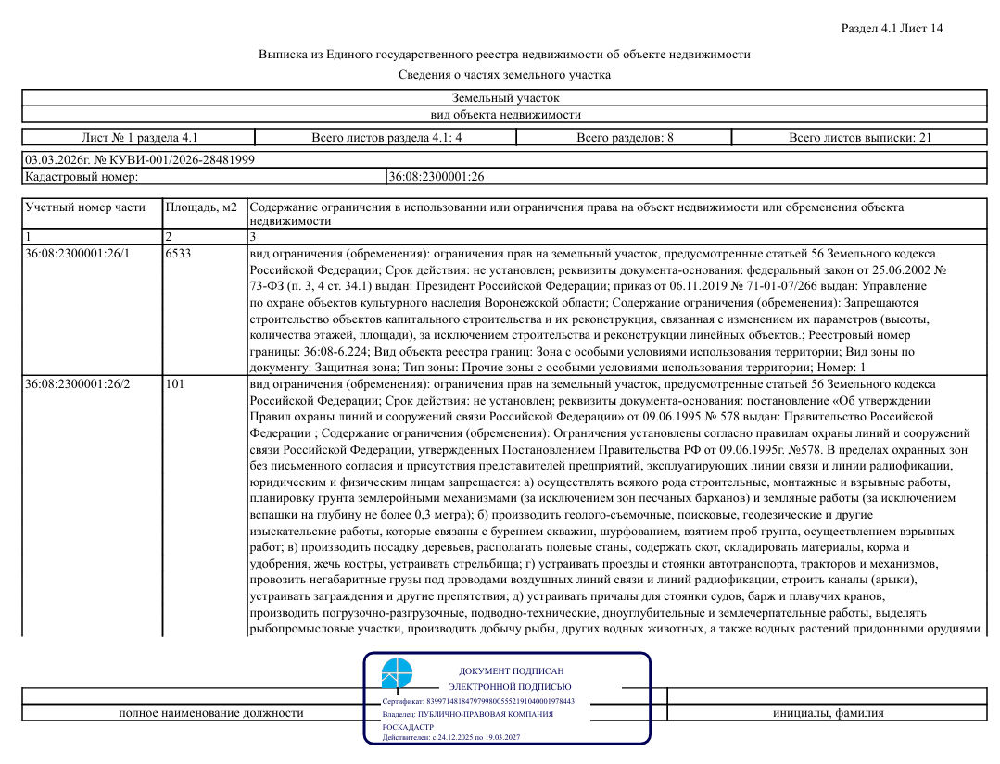 Раздел 4.1 Лист 14
Выписка из Единого государственного реестра недвижимости об объекте недвижимости
Сведения о частях земельного участка
Земельный участок
вид объекта недвижимости
Лист № 1 раздела 4.1 Всего листов раздела 4.1: 4 Всего разделов: 8 Всего листов выписки: 21
03.03.2026г. № КУВИ-001/2026-28481999
Кадастровый номер: 36:08:2300001:26
Учетный номер части Площадь, м2 Содержание ограничения в использовании или ограничения права на объект недвижимости или обременения объекта
недвижимости
1 2 3
36:08:2300001:26/1 6533 вид ограничения (обременения): ограничения прав на земельный участок, предусмотренные статьей 56 Земельного кодекса
Российской Федерации; Срок действия: не установлен; реквизиты документа-основания: федеральный закон от 25.06.2002 №
73-ФЗ (п. 3, 4 ст. 34.1) выдан: Президент Российской Федерации; приказ от 06.11.2019 № 71-01-07/266 выдан: Управление
по охране объектов культурного наследия Воронежской области; Содержание ограничения (обременения): Запрещаются
строительство объектов капитального строительства и их реконструкция, связанная с изменением их параметров (высоты,
количества этажей, площади), за исключением строительства и реконструкции линейных объектов.; Реестровый номер
границы: 36:08-6.224; Вид объекта реестра границ: Зона с особыми условиями использования территории; Вид зоны по
документу: Защитная зона; Тип зоны: Прочие зоны с особыми условиями использования территории; Номер: 1
36:08:2300001:26/2 101 вид ограничения (обременения): ограничения прав на земельный участок, предусмотренные статьей 56 Земельного кодекса
Российской Федерации; Срок действия: не установлен; реквизиты документа-основания: постановление «Об утверждении
Правил охраны линий и сооружений связи Российской Федерации» от 09.06.1995 № 578 выдан: Правительство Российской
Федерации ; Содержание ограничения (обременения): Ограничения установлены согласно правилам охраны линий и сооружений
связи Российской Федерации, утвержденных Постановлением Правительства РФ от 09.06.1995г. №578. В пределах охранных зон
без письменного согласия и присутствия представителей предприятий, эксплуатирующих линии связи и линии радиофикации,
юридическим и физическим лицам запрещается: а) осуществлять всякого рода строительные, монтажные и взрывные работы,
планировку грунта землеройными механизмами (за исключением зон песчаных барханов) и земляные работы (за исключением
вспашки на глубину не более 0,3 метра); б) производить геолого-съемочные, поисковые, геодезические и другие
изыскательские работы, которые связаны с бурением скважин, шурфованием, взятием проб грунта, осуществлением взрывных
работ; в) производить посадку деревьев, располагать полевые станы, содержать скот, складировать материалы, корма и
удобрения, жечь костры, устраивать стрельбища; г) устраивать проезды и стоянки автотранспорта, тракторов и механизмов,
провозить негабаритные грузы под проводами воздушных линий связи и линий радиофикации, строить каналы (арыки),
устраивать заграждения и другие препятствия; д) устраивать причалы для стоянки судов, барж и плавучих кранов,
производить погрузочно-разгрузочные, подводно-технические, дноуглубительные и землечерпательные работы, выделять
рыбопромысловые участки, производить добычу рыбы, других водных животных, а также водных растений придонными орудиями
ДОКУМЕНТ ПОДПИСАН
ЭЛЕКТРОННОЙ ПОДПИСЬЮ
Сертификат: 83997148184797998005552191040001978443
Владелец: ПУБЛИЧНО-ПРАВОВАЯ КОМПАНИЯ
РОСКАДАСТР
Действителен: с 24.12.2025 по 19.03.2027
полное наименование должности инициалы, фамилия